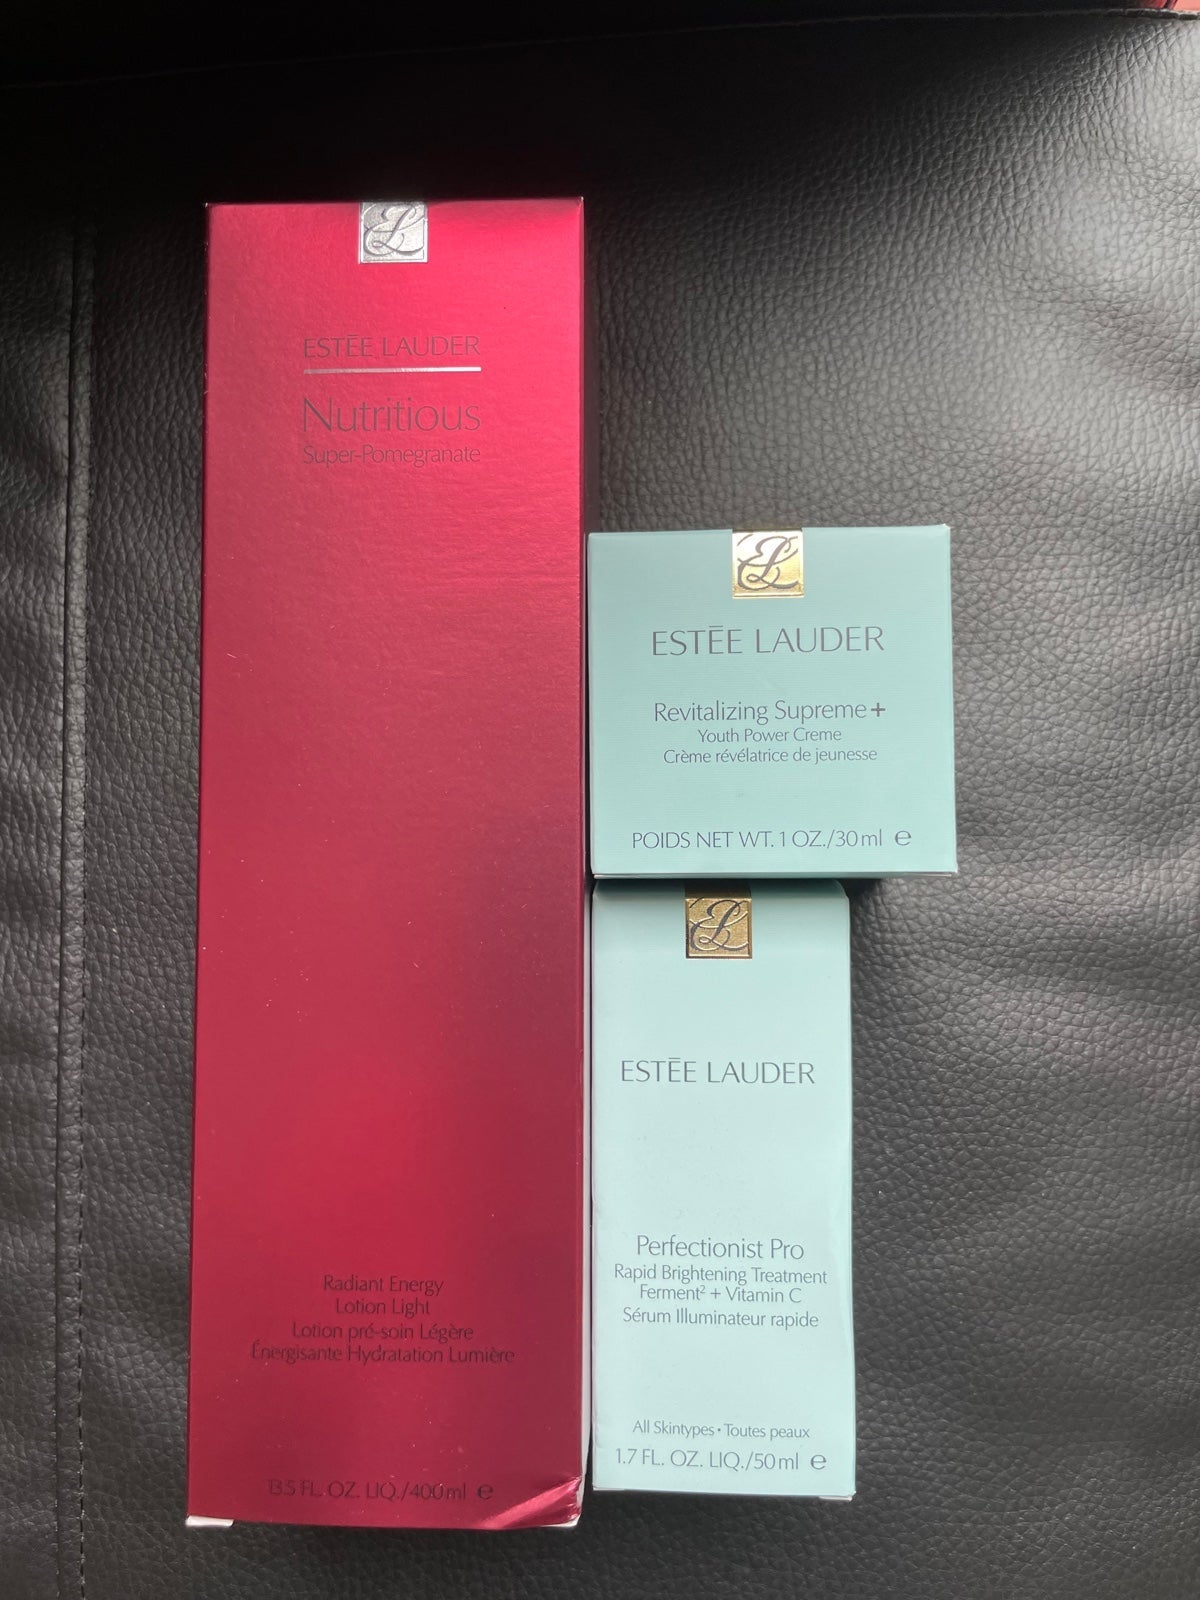 ESTĒE LAUDER
Nutritious
Super-Pomegranate
Radiant Energy
Lotion Light
Lotion pré-soin Légère
Énergisante Hydratation Lumière
13.5 FL. OZ. LIQ./400ml e
ESTĒE LAUDER
Revitalizing Supreme+
Youth Power Creme
Crème révélatrice de jeunesse
POIDS NET WT. 1 OZ./30ml e
ESTĒE LAUDER
Perfectionist Pro
Rapid Brightening Treatment
Ferment² + Vitamin C
Sérum Illuminateur rapide
All Skintypes • Toutes peaux
1.7 FL. OZ. LIQ./50ml e